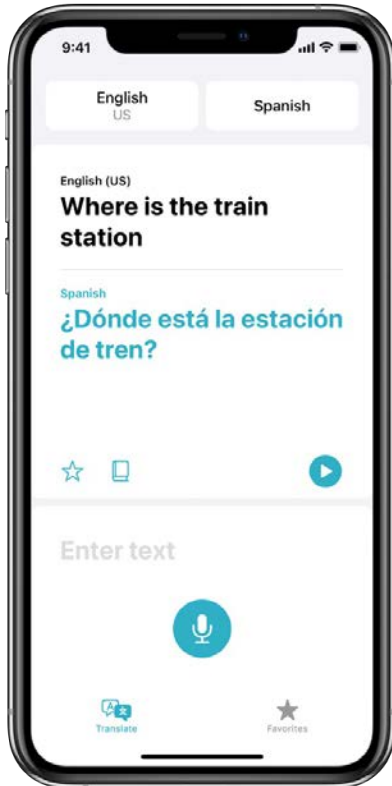 9:41
English
US
Spanish
English (US)
Where is the train
station
Spanish
¿Dónde está la estación
de tren?
Enter text
Translate
Favorites